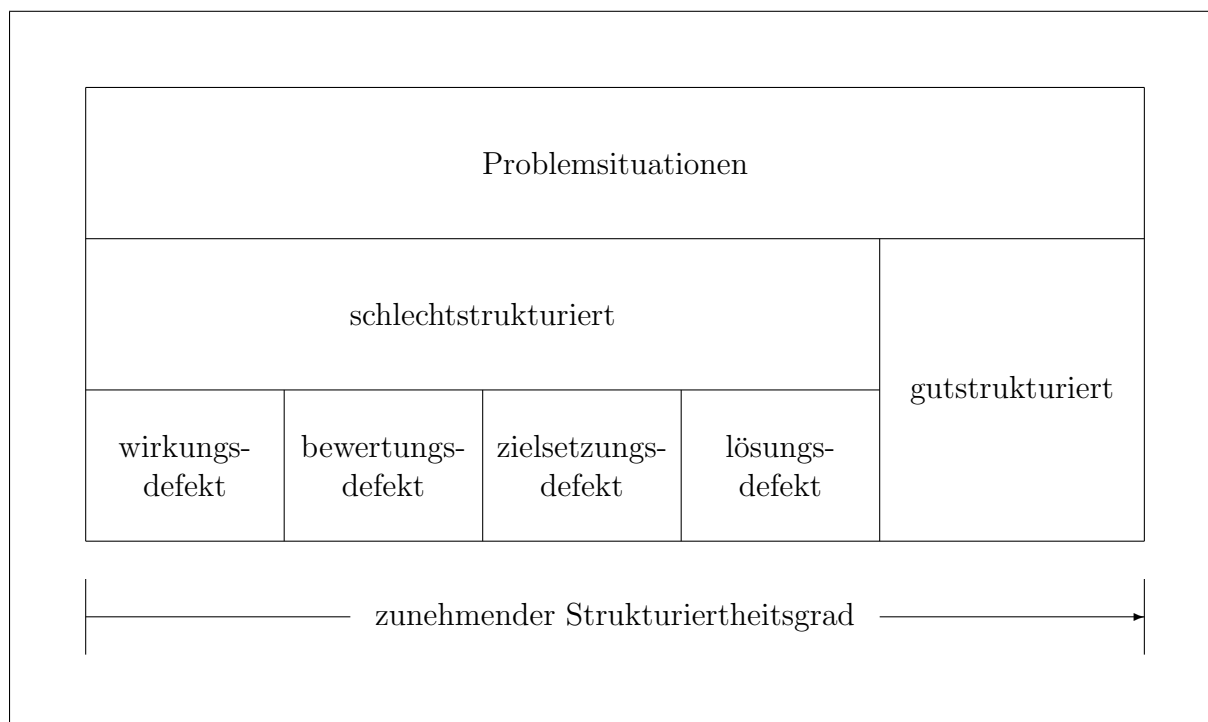 Problemsituationen
schlechtstrukturiert
gutstrukturiert
wirkungs-
defekt
bewertungs-
defekt
zielsetzungs-
defekt
lösungs-
defekt
zunehmender Strukturiertheitsgrad